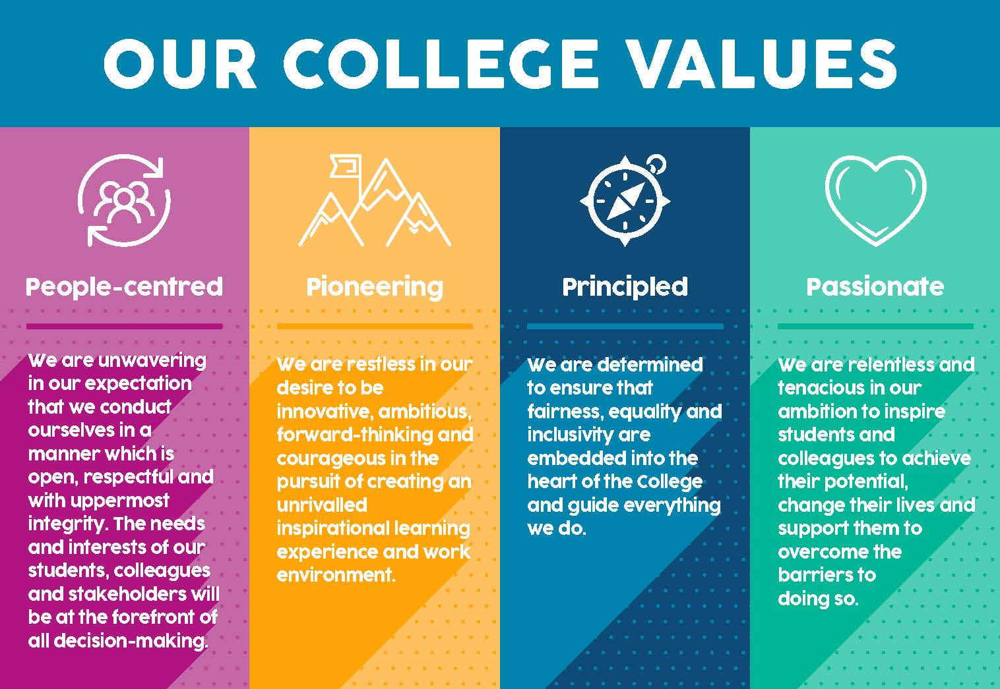 OUR COLLEGE VALUES
People-centred
We are unwavering
in our expectation
that we conduct
ourselves in a
manner which is
open, respectful and
with uppermost
integrity. The needs
and interests of our
students, colleagues
and stakeholders will
be at the forefront of
all decision-making.
Pioneering
We are restless in our
desire to be
innovative, ambitious,
forward-thinking and
courageous in the
pursuit of creating an
unrivalled
inspirational learning
experience and work
environment.
Principled
We are determined
to ensure that
fairness, equality and
inclusivity are
embedded into the
heart of the College
and guide everything
we do.
Passionate
We are relentless and
tenacious in our
ambition to inspire
students and
colleagues to achieve
their potential,
change their lives and
support them to
overcome the
barriers to
doing so.